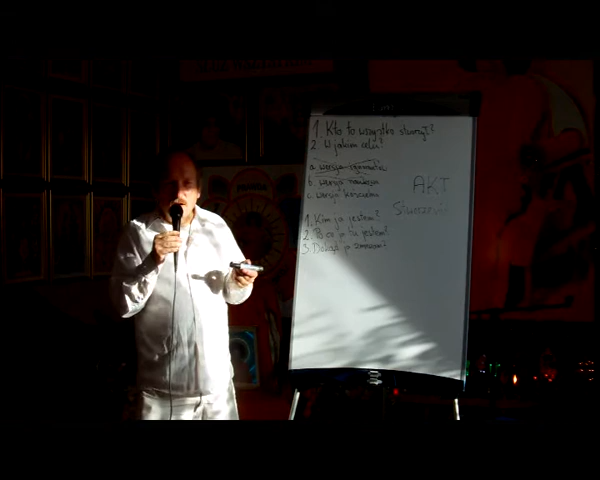 1. Kto to wszystko stworzył?
2. W jakim celu?
b. wersja naukowa
c. wersja kościelna
1. Kim ja jestem?
2. Po co ja tu jestem?
3. Dokąd ja zmierzam?
AKT
Stworzenia